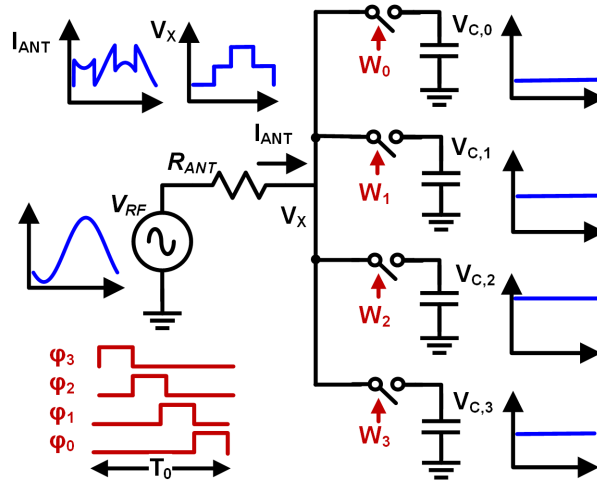 I_ANT
V_X
W_0
V_C,0
I_ANT
R_ANT
V_X
W_1
V_C,1
V_RF
W_2
V_C,2
φ_3
φ_2
φ_1
φ_0
T_0
W_3
V_C,3